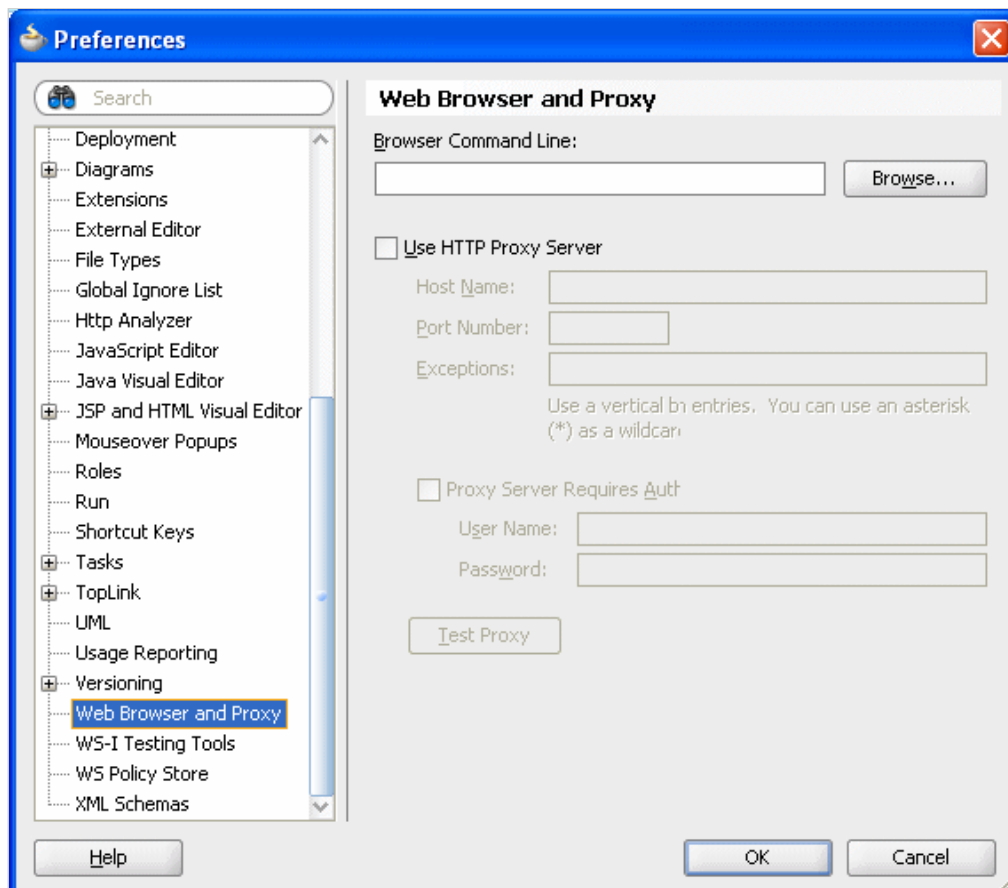 Preferences
Search
Deployment
Diagrams
Extensions
External Editor
File Types
Global Ignore List
Http Analyzer
JavaScript Editor
Java Visual Editor
JSP and HTML Visual Editor
Mouseover Popups
Roles
Run
Shortcut Keys
Tasks
TopLink
UML
Usage Reporting
Versioning
Web Browser and Proxy
WS-I Testing Tools
WS Policy Store
XML Schemas
Web Browser and Proxy
Browser Command Line:
Browse...
Use HTTP Proxy Server
Host Name:
Port Number:
Exceptions:
Use a vertical entries. You can use an asterisk
(*) as a
Proxy Server Requires
User Name:
Password:
Test Proxy
Help
OK
Cancel